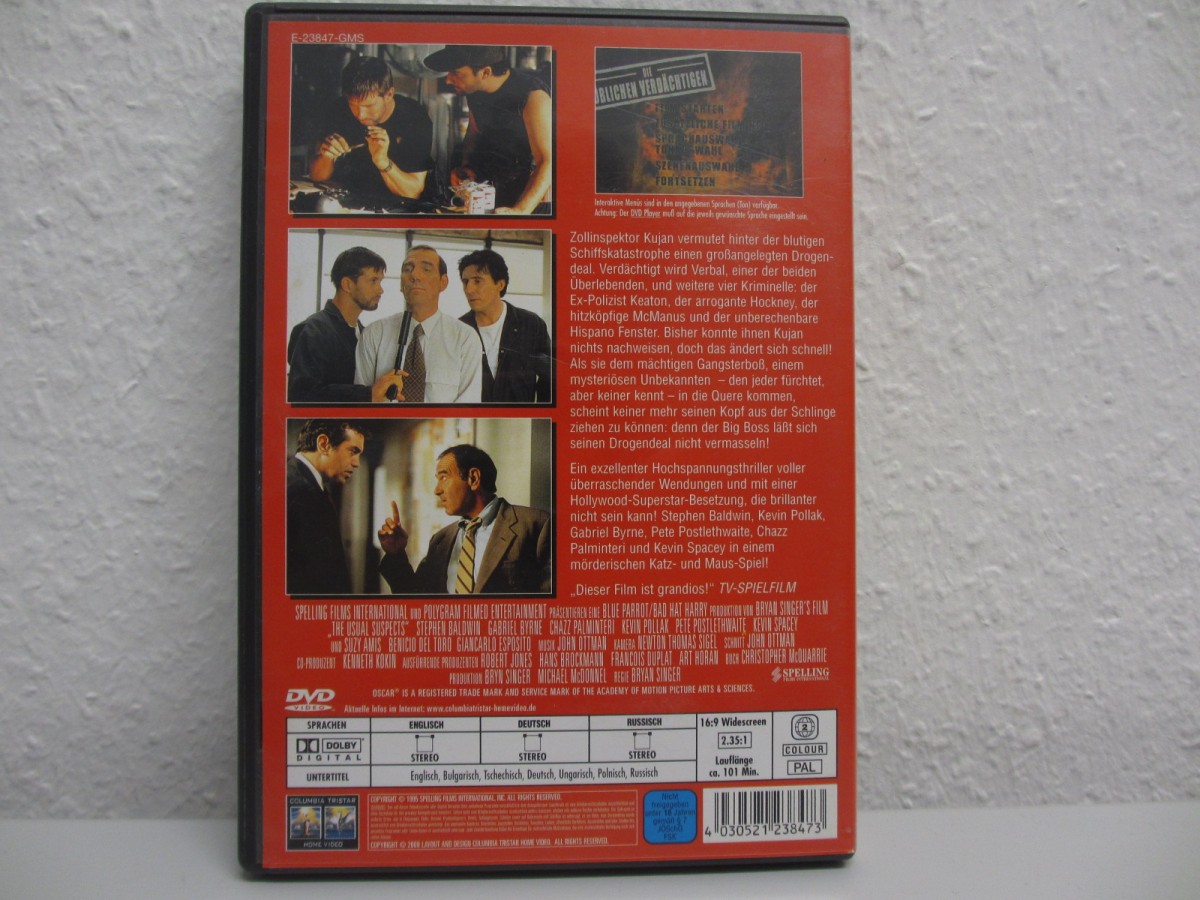 E-23847-GMS
DIE
ÜBLICHEN VERDÄCHTIGEN
FORTSETZEN
Interaktive Menüs sind in den angegebenen Sprachen (Ton) verfügbar.
Achtung: Der DVD Player muß auf die jeweils gewünschte Sprache eingestellt sein.
Zollinspektor Kujan vermutet hinter der blutigen
Schiffskatastrophe einen großangelegten Drogen-
deal. Verdächtigt wird Verbal, einer der beiden
Überlebenden, und weitere vier Kriminelle: der
Ex-Polizist Keaton, der arrogante Hockney, der
hitzköpfige McManus und der unberechenbare
Hispano Fenster. Bisher konnte ihnen Kujan
nichts nachweisen, doch das ändert sich schnell!
Als sie dem mächtigen Gangsterboß, einem
mysteriösen Unbekannten – den jeder fürchtet,
aber keiner kennt – in die Quere kommen,
scheint keiner mehr seinen Kopf aus der Schlinge
ziehen zu können: denn der Big Boss läßt sich
seinen Drogendeal nicht vermasseln!
Ein exzellenter Hochspannungsthriller voller
überraschender Wendungen und mit einer
Hollywood-Superstar-Besetzung, die brillanter
nicht sein kann! Stephen Baldwin, Kevin Pollak,
Gabriel Byrne, Pete Postlethwaite, Chazz
Palminteri und Kevin Spacey in einem
mörderischen Katz- und Maus-Spiel!
„Dieser Film ist grandios!“ TV-SPIELFILM
SPELLING FILMS INTERNATIONAL UND POLYGRAM FILMED ENTERTAINMENT PRÄSENTIEREN EINE BLUE PARROT/BAD HAT HARRY PRODUKTION VON BRYAN SINGER'S FILM
„THE USUAL SUSPECTS“ STEPHEN BALDWIN GABRIEL BYRNE CHAZZ PALMINTERI KEVIN POLLAK PETE POSTLETHWAITE KEVIN SPACEY
UND SUZY AMIS BENICIO DEL TORO GIANCARLO ESPOSITO MUSIK JOHN OTTMAN KAMERA NEWTON THOMAS SIGEL SCHNITT JOHN OTTMAN
CO-PRODUZENT KENNETH KOKIN AUSFÜHRENDE PRODUZENTEN ROBERT JONES HANS BROCKMANN FRANCOIS DUPLAT ART HORAN BUCH CHRISTOPHER McQUARRIE
PRODUKTION BRYN SINGER MICHAEL McDONNEL REGIE BRYAN SINGER
SPELLING
FILMS INTERNATIONAL
OSCAR® IS A REGISTERED TRADE MARK AND SERVICE MARK OF THE ACADEMY OF MOTION PICTURE ARTS & SCIENCES.
DVD
VIDEO
Aktuelle Infos im Internet: www.columbiatristar-homevideo.de
SPRACHEN
ENGLISCH
DEUTSCH
RUSSISCH
16:9 Widescreen
2
DOLBY
DIGITAL
STEREO
STEREO
STEREO
2.35:1
COLOUR
UNTERTITEL
Englisch, Bulgarisch, Tschechisch, Deutsch, Ungarisch, Polnisch, Russisch
Lauflänge
ca. 101 Min.
PAL
COLUMBIA TRISTAR
HOME VIDEO
COPYRIGHT © 1995 SPELLING FILMS INTERNATIONAL, INC. ALL RIGHTS RESERVED.
COPYRIGHT © 2000 LAYOUT AND DESIGN COLUMBIA TRISTAR HOME VIDEO. ALL RIGHTS RESERVED.
Nicht
freigegeben
unter 16 Jahren
gemäß § 7
JÖSchG
FSK
4 030521 238473